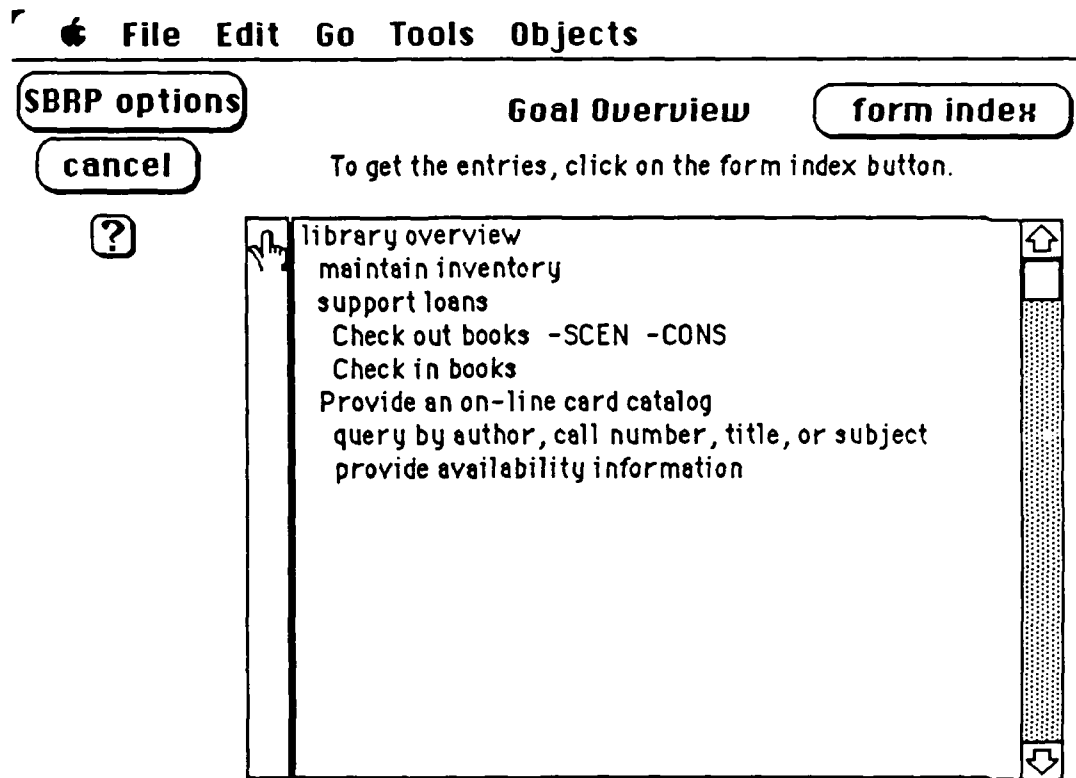 File Edit Go Tools Objects
SBRP options
Goal Overview
form index
cancel
To get the entries, click on the form index button.
?
library overview
maintain inventory
support loans
Check out books -SCEN -CONS
Check in books
Provide an on-line card catalog
query by author, call number, title, or subject
provide availability information